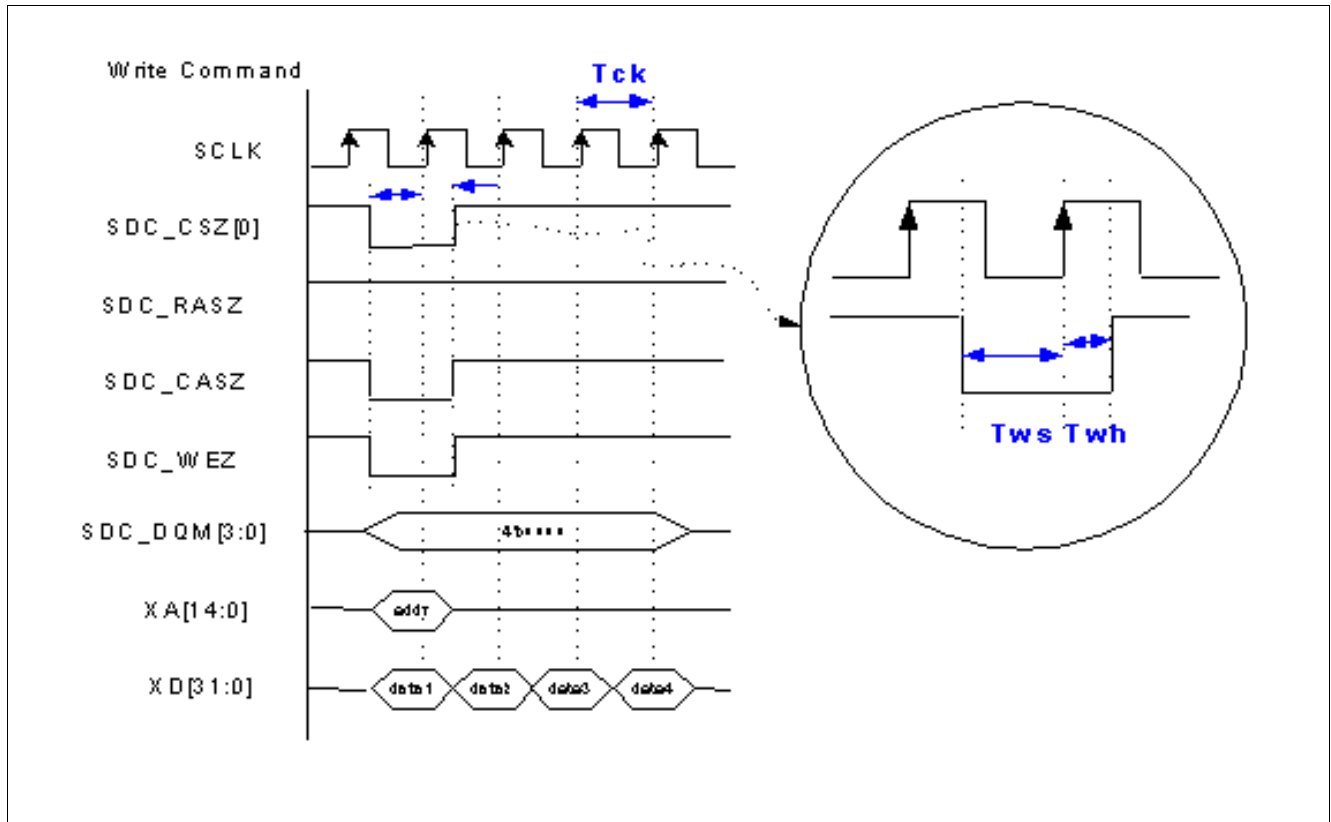 Write Command
Tck
SCLK
SDC_CSZ[0]
SDC_RASZ
SDC_CASZ
SDC_WEZ
SDC_DQM[3:0]
XA[14:0]
addr
XD[31:0]
data1 data2 data3 data4
Tws Twh